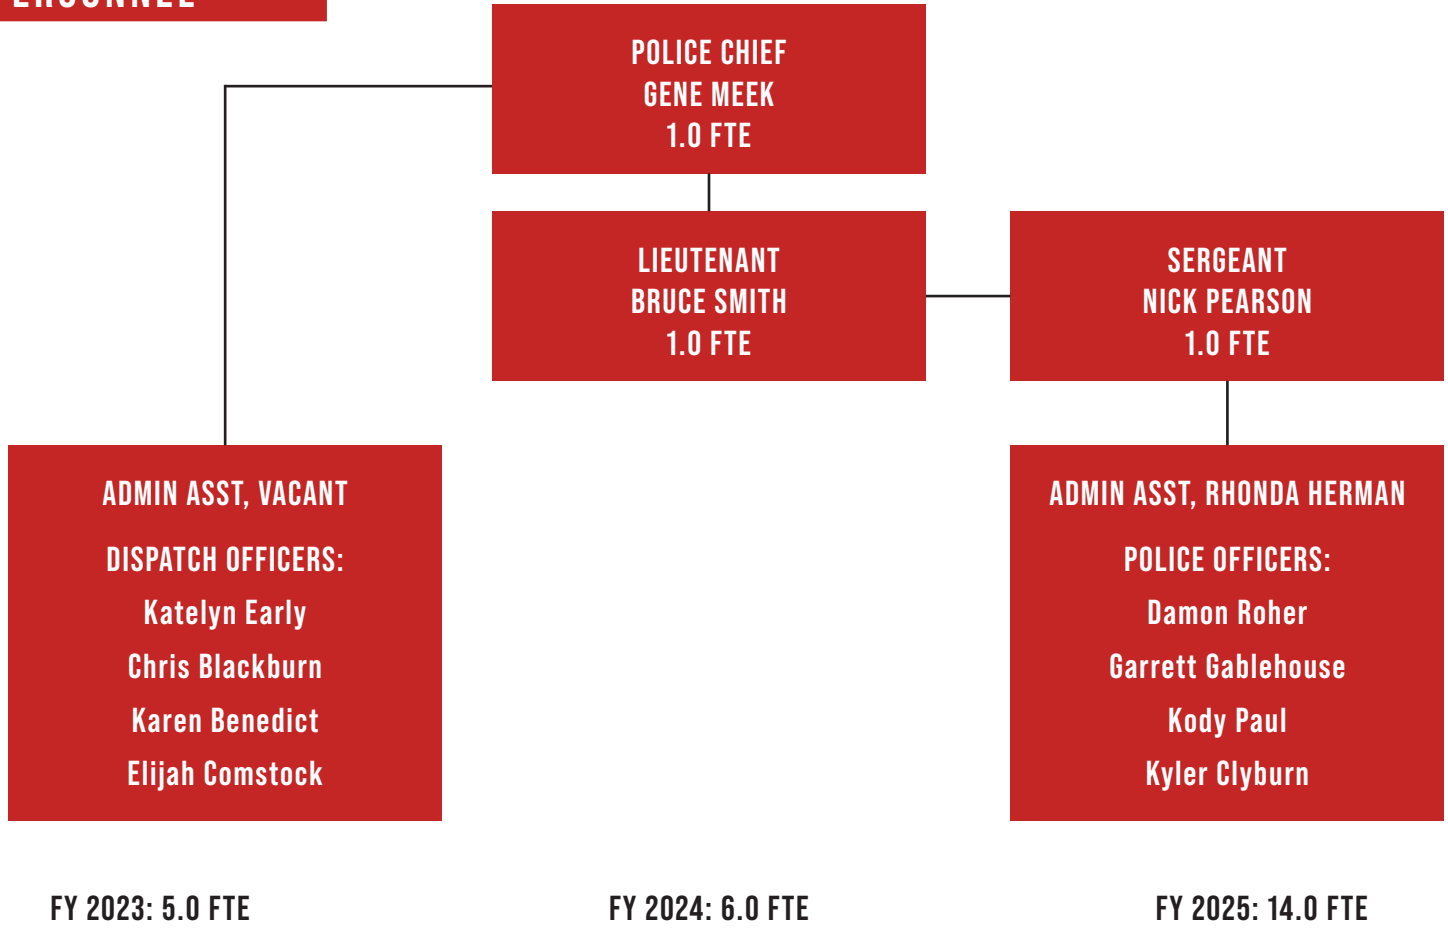 ERSONNEL
POLICE CHIEF
GENE MEEK
1.0 FTE
LIEUTENANT
BRUCE SMITH
1.0 FTE
SERGEANT
NICK PEARSON
1.0 FTE
ADMIN ASST, VACANT
DISPATCH OFFICERS:
Katelyn Early
Chris Blackburn
Karen Benedict
Elijah Comstock
ADMIN ASST, RHONDA HERMAN
POLICE OFFICERS:
Damon Roher
Garrett Gablehouse
Kody Paul
Kyler Clyburn
FY 2023: 5.0 FTE
FY 2024: 6.0 FTE
FY 2025: 14.0 FTE